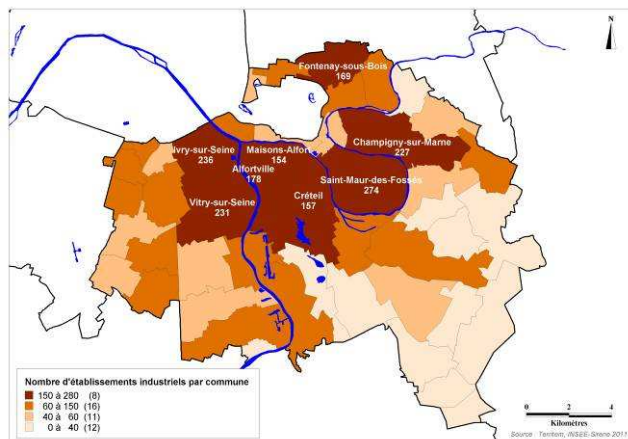 N
Fontenay-sous-Bois
169
Ivry-sur-Seine
236
Maisons-Alfort
154
Champigny-sur-Marne
227
Alfortville
178
Saint-Maur-des-Fossés
274
Vitry-sur-Seine
231
Créteil
157
Nombre d'établissements industriels par commune
150 à 280 (8)
60 à 150 (16)
40 à 60 (11)
0 à 40 (12)
0 2 4
Kilomètres
Source : Territem, INSEE-Sirene 2011